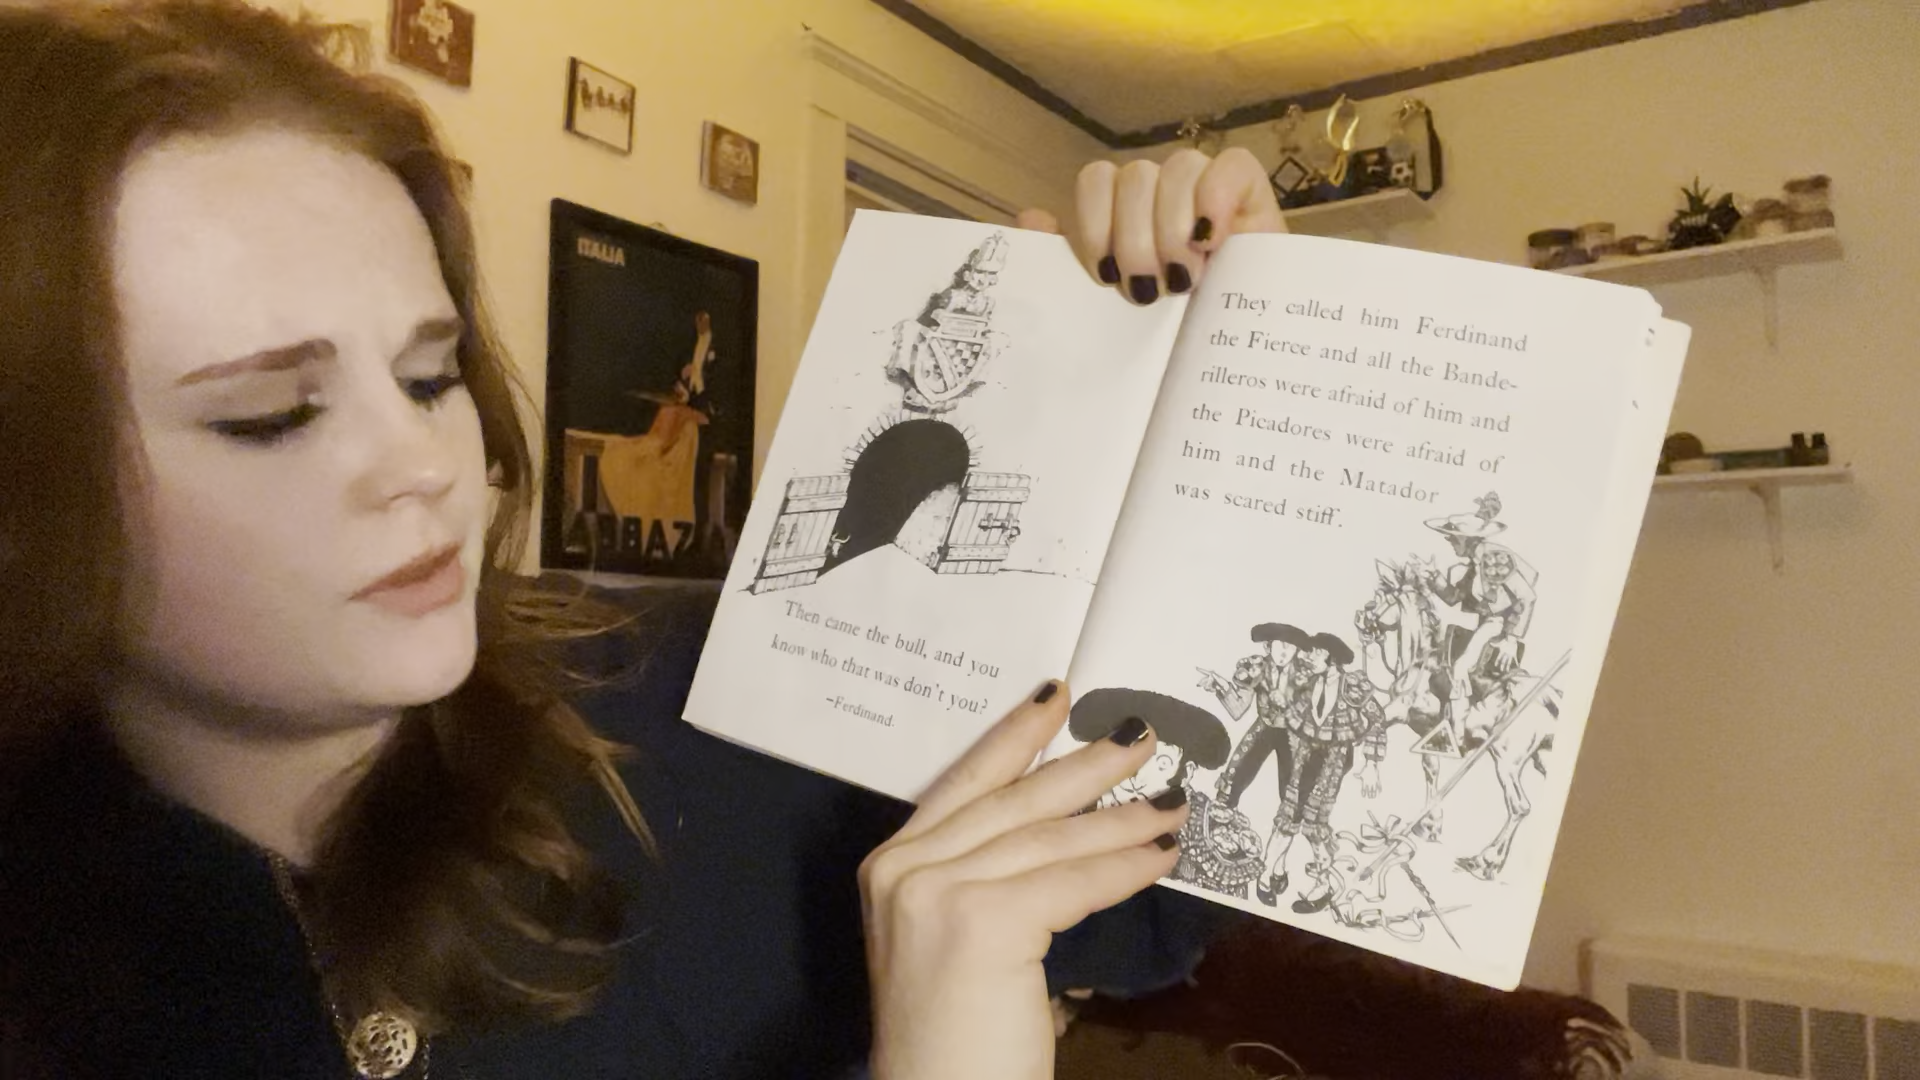 ITALIA
ABBAZIA
Then came the bull, and you
know who that was don't you?
-Ferdinand.
They called him Ferdinand
the Fierce and all the Bande-
rilleros were afraid of him and
the Picadores were afraid of
him and the Matador
was scared stiff.